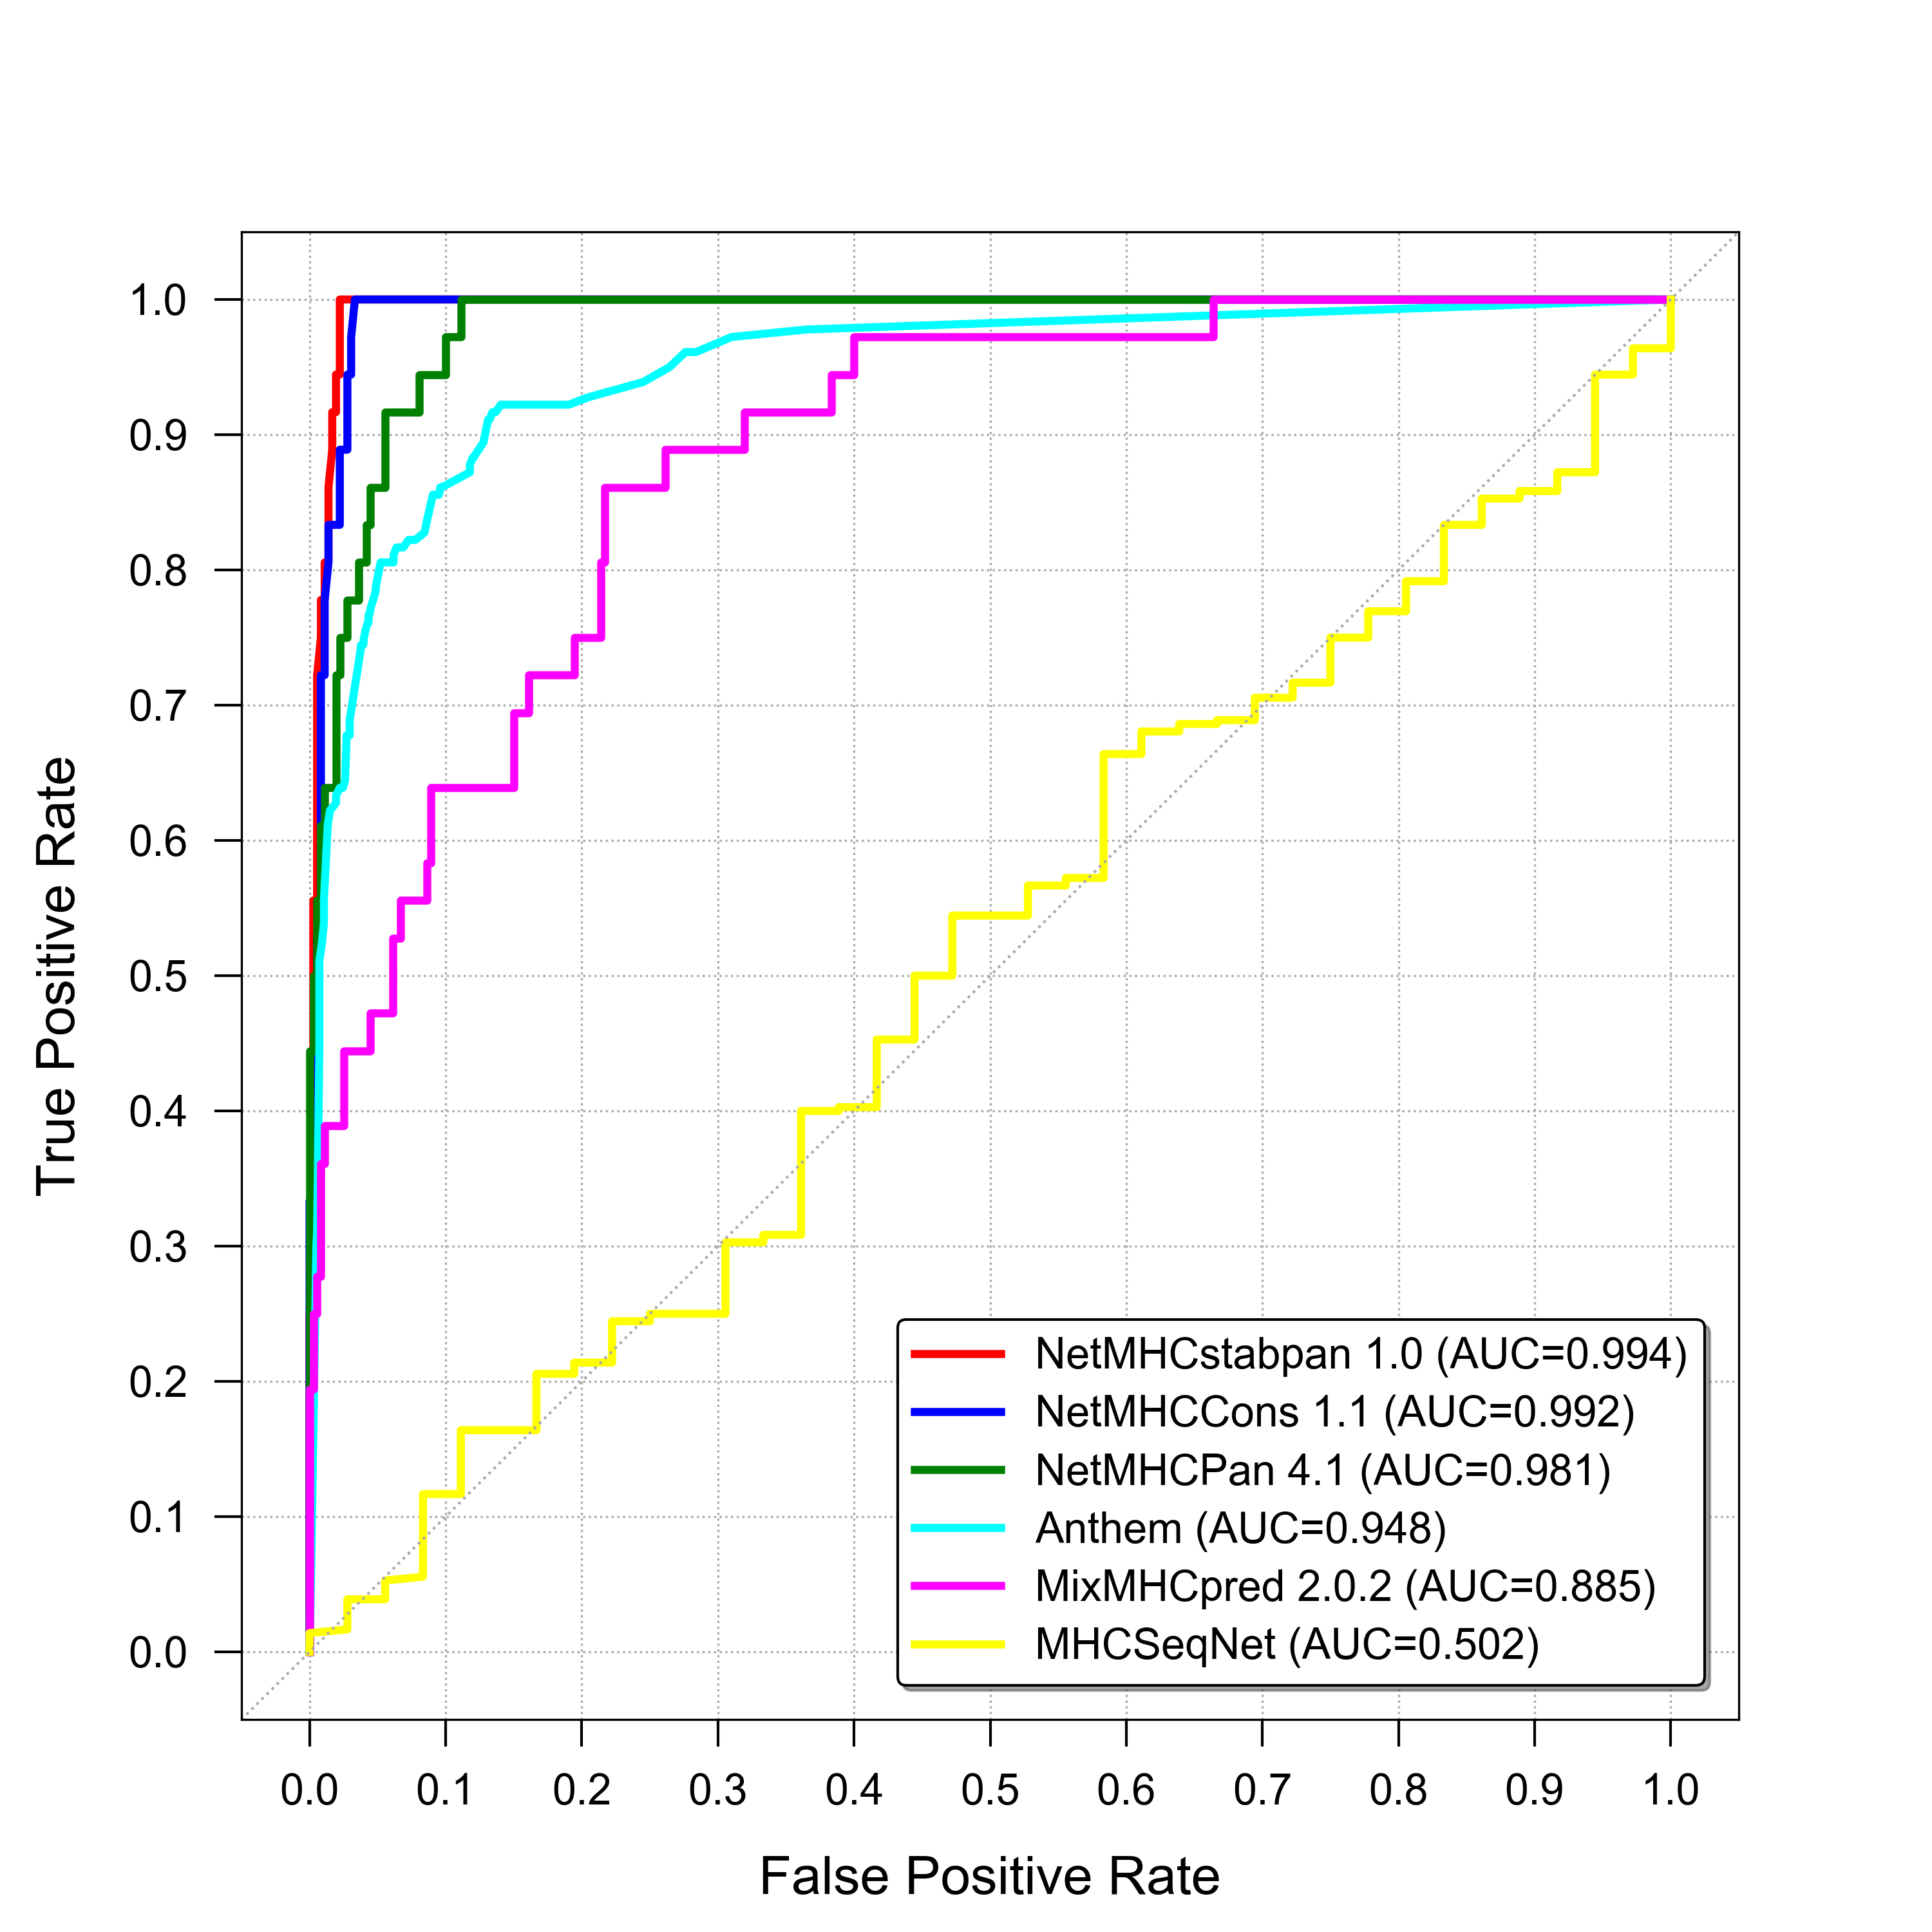 1.0
0.9
0.8
0.7
0.6
0.5
0.4
0.3
0.2
0.1
0.0
True Positive Rate
NetMHCstabpan 1.0 (AUC=0.994)
NetMHCCons 1.1 (AUC=0.992)
NetMHCPan 4.1 (AUC=0.981)
Anthem (AUC=0.948)
MixMHCpred 2.0.2 (AUC=0.885)
MHCSeqNet (AUC=0.502)
0.0 0.1 0.2 0.3 0.4 0.5 0.6 0.7 0.8 0.9 1.0
False Positive Rate